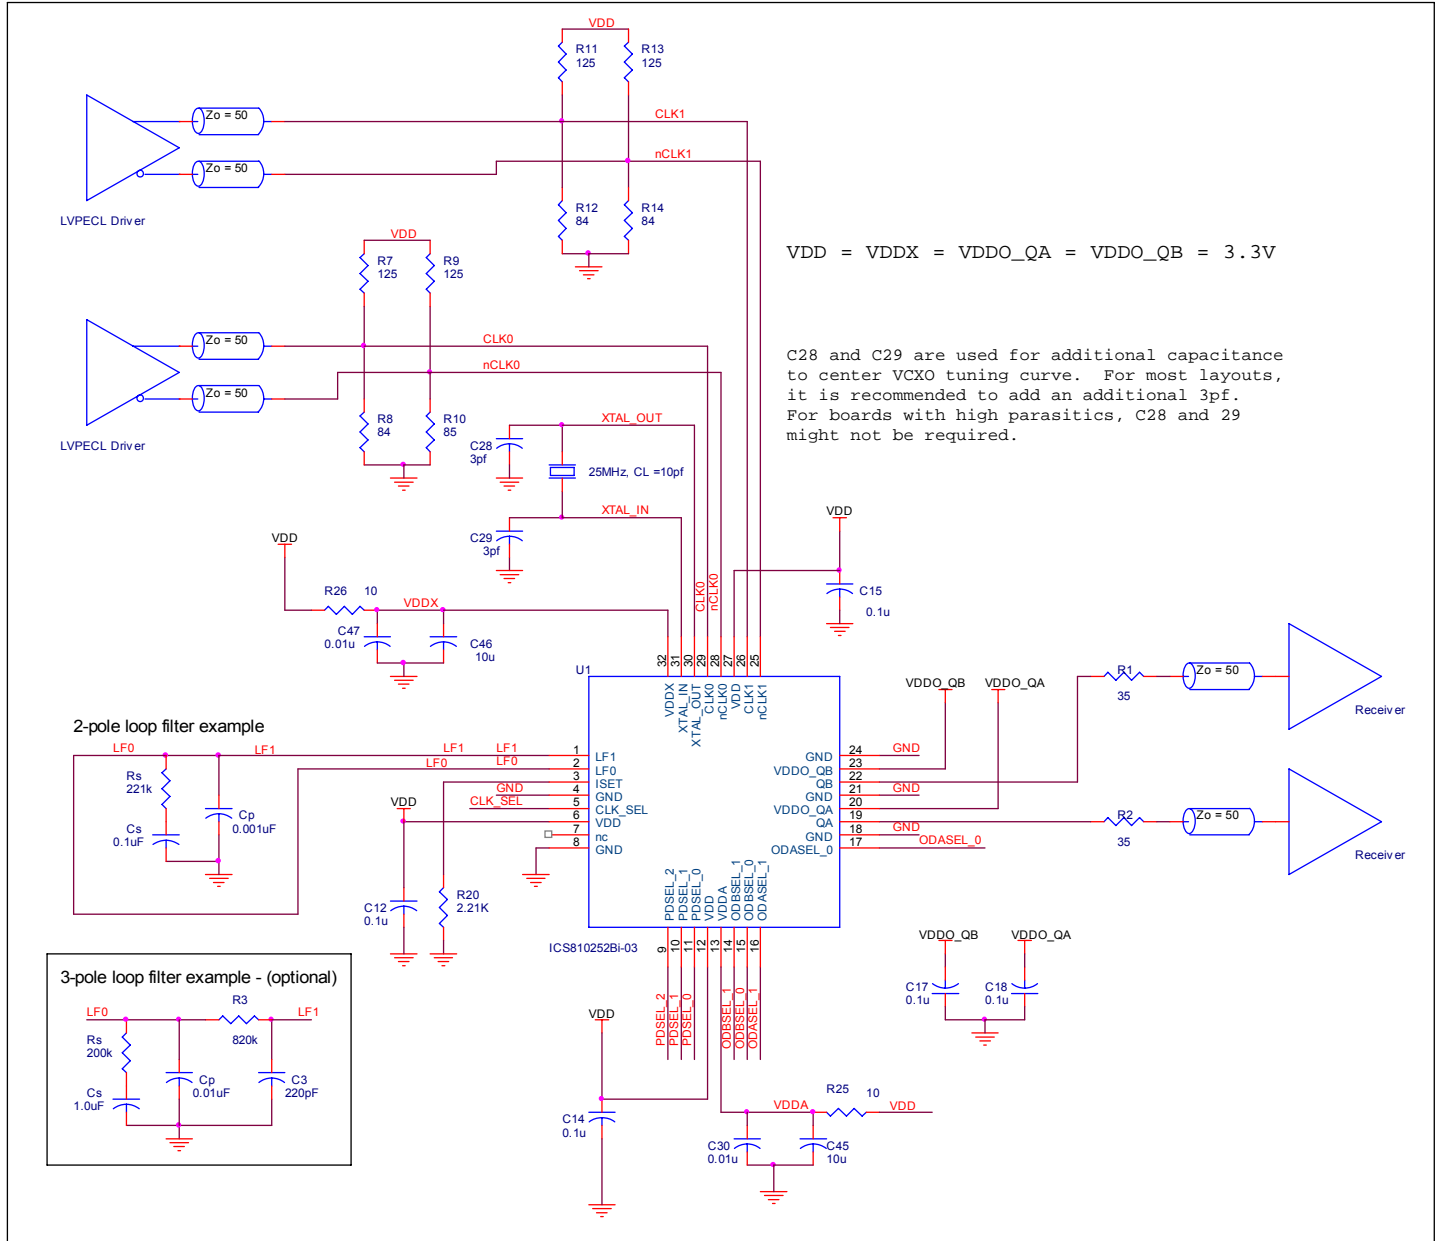 VDD
R11
125
R13
125
Zo = 50
CLK1
Zo = 50
nCLK1
LVPECL Driver
R12
84
R14
84
VDD
R7
125
R9
125
VDD = VDDX = VDDO_QA = VDDO_QB = 3.3V
Zo = 50
CLK0
Zo = 50
nCLK0
LVPECL Driver
R8
84
R10
85
C28 and C29 are used for additional capacitance
to center VCXO tuning curve. For most layouts,
it is recommended to add an additional 3pf.
For boards with high parasitics, C28 and 29
might not be required.
XTAL_OUT
C28
3pf
25MHz, CL =10pf
XTAL_IN
C29
3pf
VDD
VDD
R26 10
VDDX
C47
0.01u
C46
10u
CLK0
nCLK0
C15
0.1u
U1
32
31
30
29
28
27
26
25
VDDX
XTAL_IN
XTAL_OUT
CLK0
nCLK0
VDD
CLK1
nCLK1
VDDO_QB
VDDO_QA
R1
35
Zo = 50
Receiver
2-pole loop filter example
LF0
LF1
LF1
LF1
LF0
LF0
Rs
221k
Cp
0.001uF
Cs
0.1uF
1
2
3
4
5
6
7
8
LF1
LF0
ISET
GND
CLK_SEL
VDD
nc
GND
GND
CLK_SEL
VDD
C12
0.1u
R20
2.21K
24
23
22
21
20
19
18
17
GND
VDDO_QB
QB
GND
VDDO_QA
QA
GND
ODASEL_0
GND
GND
GND
ODASEL_0
R2
35
Zo = 50
Receiver
PDSEL_2
PDSEL_1
PDSEL_0
VDD
VDDA
ODBSEL_1
ODBSEL_0
ODASEL_1
ICS810252Bi-03
9
10
11
12
13
14
15
16
PDSEL_2
PDSEL_1
PDSEL_0
ODBSEL_1
ODBSEL_0
ODASEL_1
VDDO_QB
VDDO_QA
C17
0.1u
C18
0.1u
3-pole loop filter example - (optional)
LF0
R3
820k
LF1
Rs
200k
Cs
1.0uF
Cp
0.01uF
C3
220pF
VDD
C14
0.1u
R25
10
VDDA
VDD
C30
0.01u
C45
10u